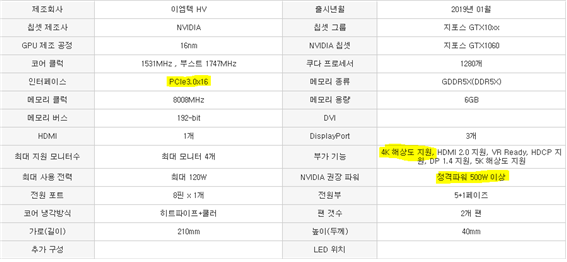 제조회사 이엠텍 HV 출시년월 2019년 01월
칩셋 제조사 NVIDIA 칩셋 그룹 지포스 GTX10xx
GPU 제조 공정 16nm NVIDIA 칩셋 지포스 GTX1060
코어 클럭 1531MHz , 부스트 1747MHz 쿠다 프로세서 1280개
인터페이스 PCIe3.0x16 메모리 종류 GDDR5X(DDR5X)
메모리 클럭 8008MHz 메모리 용량 6GB
메모리 버스 192-bit DVI
HDMI 1개 DisplayPort 3개
최대 지원 모니터수 최대 모니터 4개 부가 기능 4K 해상도 지원, HDMI 2.0 지원, VR Ready, HDCP 지
원, DP 1.4 지원, 5K 해상도 지원
최대 사용 전력 최대 120W NVIDIA 권장 파워 정격파워 500W 이상
전원 포트 8핀 x 1개 전원부 5+1페이즈
코어 냉각방식 히트파이프+쿨러 팬 갯수 2개 팬
가로(길이) 210mm 높이(두께) 40mm
추가 구성 LED 위치